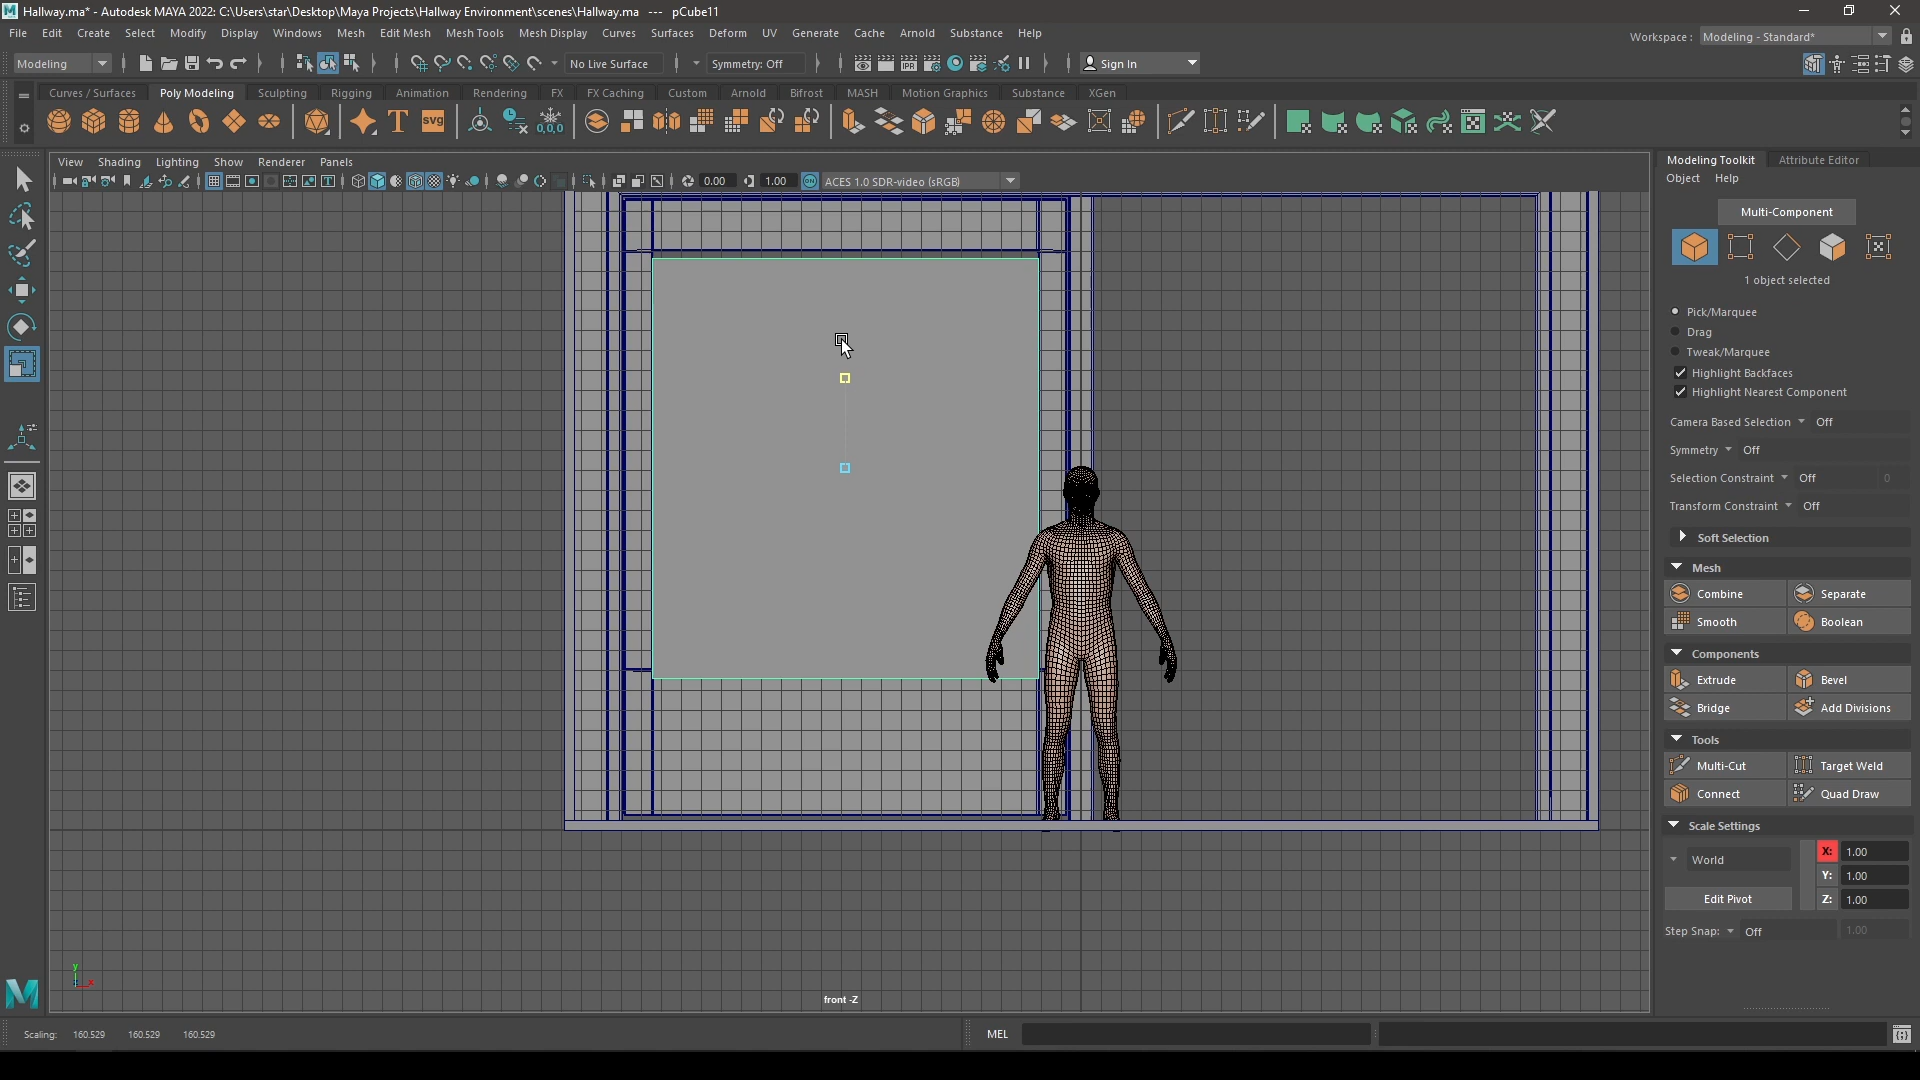 Hallway.ma* - Autodesk MAYA 2022: C:\Users\star\Desktop\Maya Projects\Hallway Environment\scenes\Hallway.ma --- pCube11
File Edit Create Select Modify Display Windows Mesh Edit Mesh Mesh Tools Mesh Display Curves Surfaces Deform UV Generate Cache Arnold Substance Help
Workspace : Modeling - Standard*
Modeling No Live Surface Symmetry: Off Sign In
Curves / Surfaces Poly Modeling Sculpting Rigging Animation Rendering FX FX Caching Custom Arnold Bifrost MASH Motion Graphics Substance XGen
View Shading Lighting Show Renderer Panels
0.00 1.00 ACES 1.0 SDR-video (sRGB)
Modeling Toolkit Attribute Editor
Object Help
Multi-Component
1 object selected
Pick/Marquee
Drag
Tweak/Marquee
Highlight Backfaces
Highlight Nearest Component
Camera Based Selection Off
Symmetry Off
Selection Constraint Off 0
Transform Constraint Off
Soft Selection
Mesh
Combine Separate
Smooth Boolean
Components
Extrude Bevel
Bridge Add Divisions
Tools
Multi-Cut Target Weld
Connect Quad Draw
Scale Settings
World X: 1.00
Y: 1.00
Edit Pivot Z: 1.00
Step Snap: Off 1.00
y
x
front -Z
Scaling: 160.529 160.529 160.529 MEL